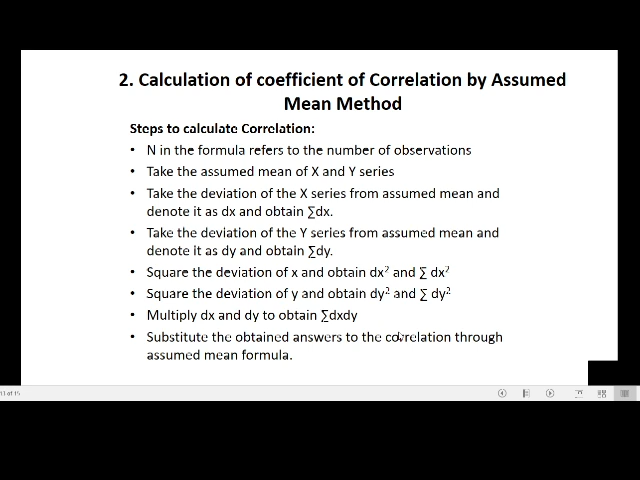 2. Calculation of coefficient of Correlation by Assumed
Mean Method
Steps to calculate Correlation:
• N in the formula refers to the number of observations
• Take the assumed mean of X and Y series
• Take the deviation of the X series from assumed mean and
denote it as dx and obtain ∑dx.
• Take the deviation of the Y series from assumed mean and
denote it as dy and obtain ∑dy.
• Square the deviation of x and obtain dx² and ∑ dx²
• Square the deviation of y and obtain dy² and ∑ dy²
• Multiply dx and dy to obtain ∑dxdy
• Substitute the obtained answers to the correlation through
assumed mean formula.
11 of 15